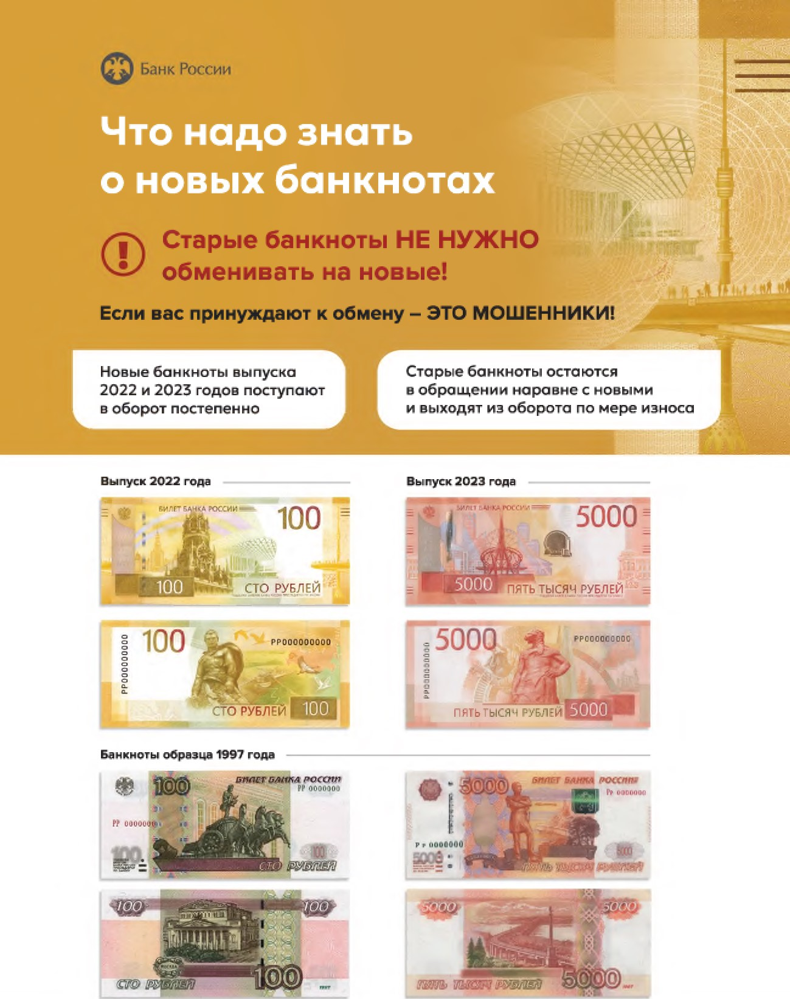 Банк России
Что надо знать
о новых банкнотах
Старые банкноты НЕ НУЖНО
обменивать на новые!
Если вас принуждают к обмену – ЭТО МОШЕННИКИ!
Новые банкноты выпуска
2022 и 2023 годов поступают
в оборот постепенно
Старые банкноты остаются
в обращении наравне с новыми
и выходят из оборота по мере износа
Выпуск 2022 года
БИЛЕТ БАНКА РОССИИ
100
100
СТО РУБЛЕЙ
РР000000000
100
РР000000000
СТО РУБЛЕЙ
100
Выпуск 2023 года
БИЛЕТ БАНКА РОССИИ
5000
5000
ПЯТЬ ТЫСЯЧ РУБЛЕЙ
РР000000000
5000
РР000000000
ПЯТЬ ТЫСЯЧ РУБЛЕЙ
5000
Банкноты образца 1997 года
100
БИЛЕТ БАНКА РОССИИ
РР 0000000
РР 0000000
100
100
СТО РУБЛЕЙ
100
100
МОСКВА
СТО РУБЛЕЙ
100
1997
5000
БИЛЕТ БАНКА РОССИИ
Рр 0000000
Рр 0000000
5000
5000
ПЯТЬ ТЫСЯЧ РУБЛЕЙ
5000
5000
ПЯТЬ ТЫСЯЧ РУБЛЕЙ
5000
1997